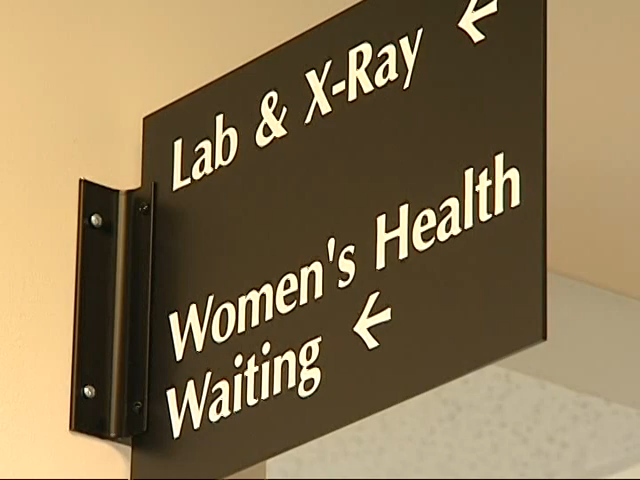 Lab & X-Ray ←
Women's Health
Waiting ←